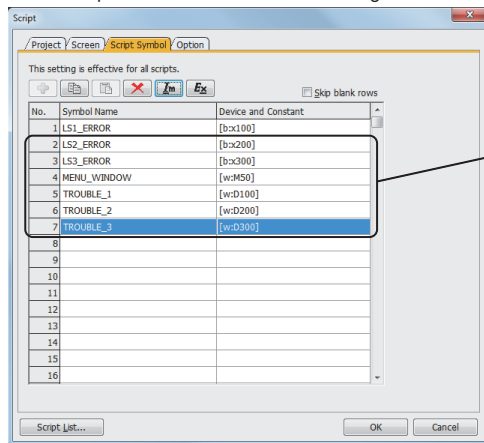 Script
Project Screen Script Symbol Option
This setting is effective for all scripts.
Im Ex Skip blank rows
No. Symbol Name Device and Constant
1 LS1_ERROR [b:x100]
2 LS2_ERROR [b:x200]
3 LS3_ERROR [b:x300]
4 MENU_WINDOW [w:M50]
5 TROUBLE_1 [w:D100]
6 TROUBLE_2 [w:D200]
7 TROUBLE_3 [w:D300]
8
9
10
11
12
13
14
15
16
Script List... OK Cancel